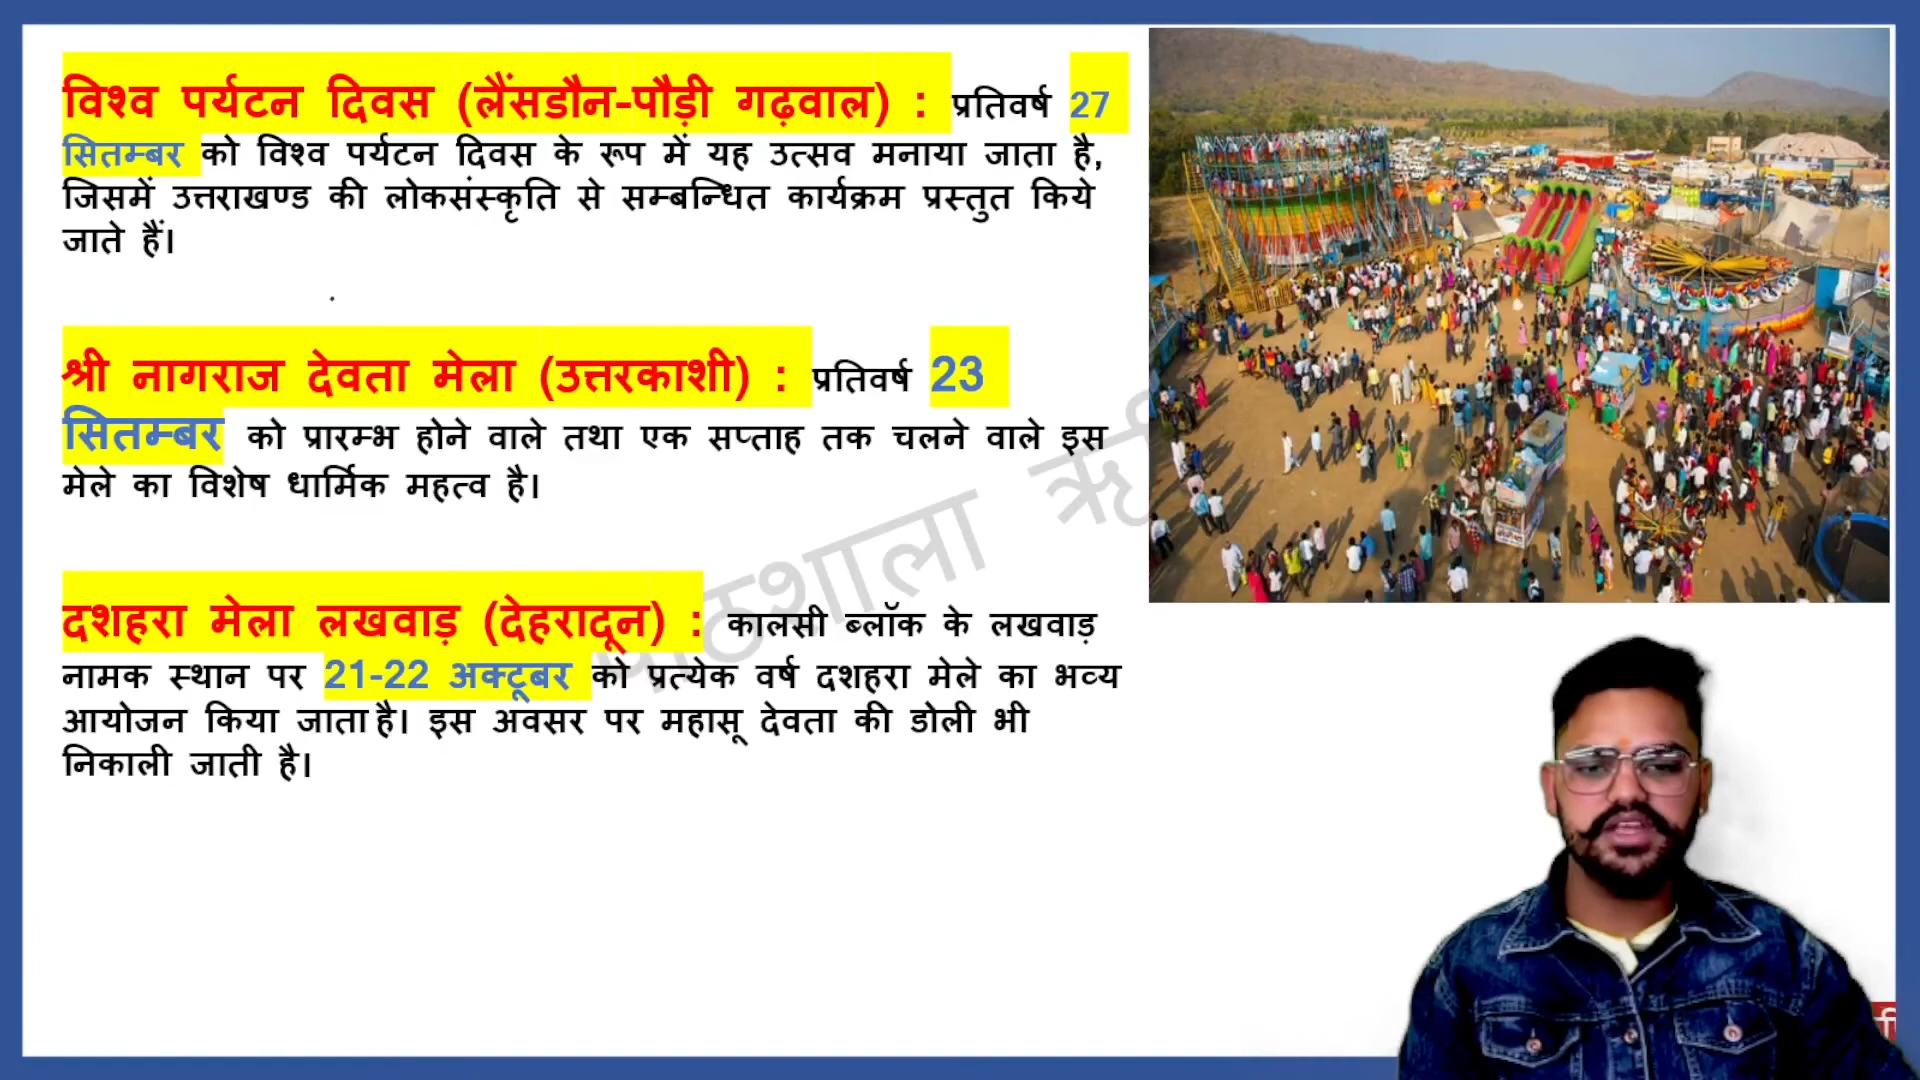 विश्व पर्यटन दिवस (लैंसडौन-पौड़ी गढ़वाल) : प्रतिवर्ष 27
सितम्बर को विश्व पर्यटन दिवस के रूप में यह उत्सव मनाया जाता है,
जिसमें उत्तराखण्ड की लोकसंस्कृति से सम्बन्धित कार्यक्रम प्रस्तुत किये
जाते हैं।
श्री नागराज देवता मेला (उत्तरकाशी) : प्रतिवर्ष 23
सितम्बर को प्रारम्भ होने वाले तथा एक सप्ताह तक चलने वाले इस
मेले का विशेष धार्मिक महत्व है।
दशहरा मेला लखवाड़ (देहरादून) : कालसी ब्लॉक के लखवाड़
नामक स्थान पर 21-22 अक्टूबर को प्रत्येक वर्ष दशहरा मेले का भव्य
आयोजन किया जाता है। इस अवसर पर महासू देवता की डोली भी
निकाली जाती है।
पाठशाला